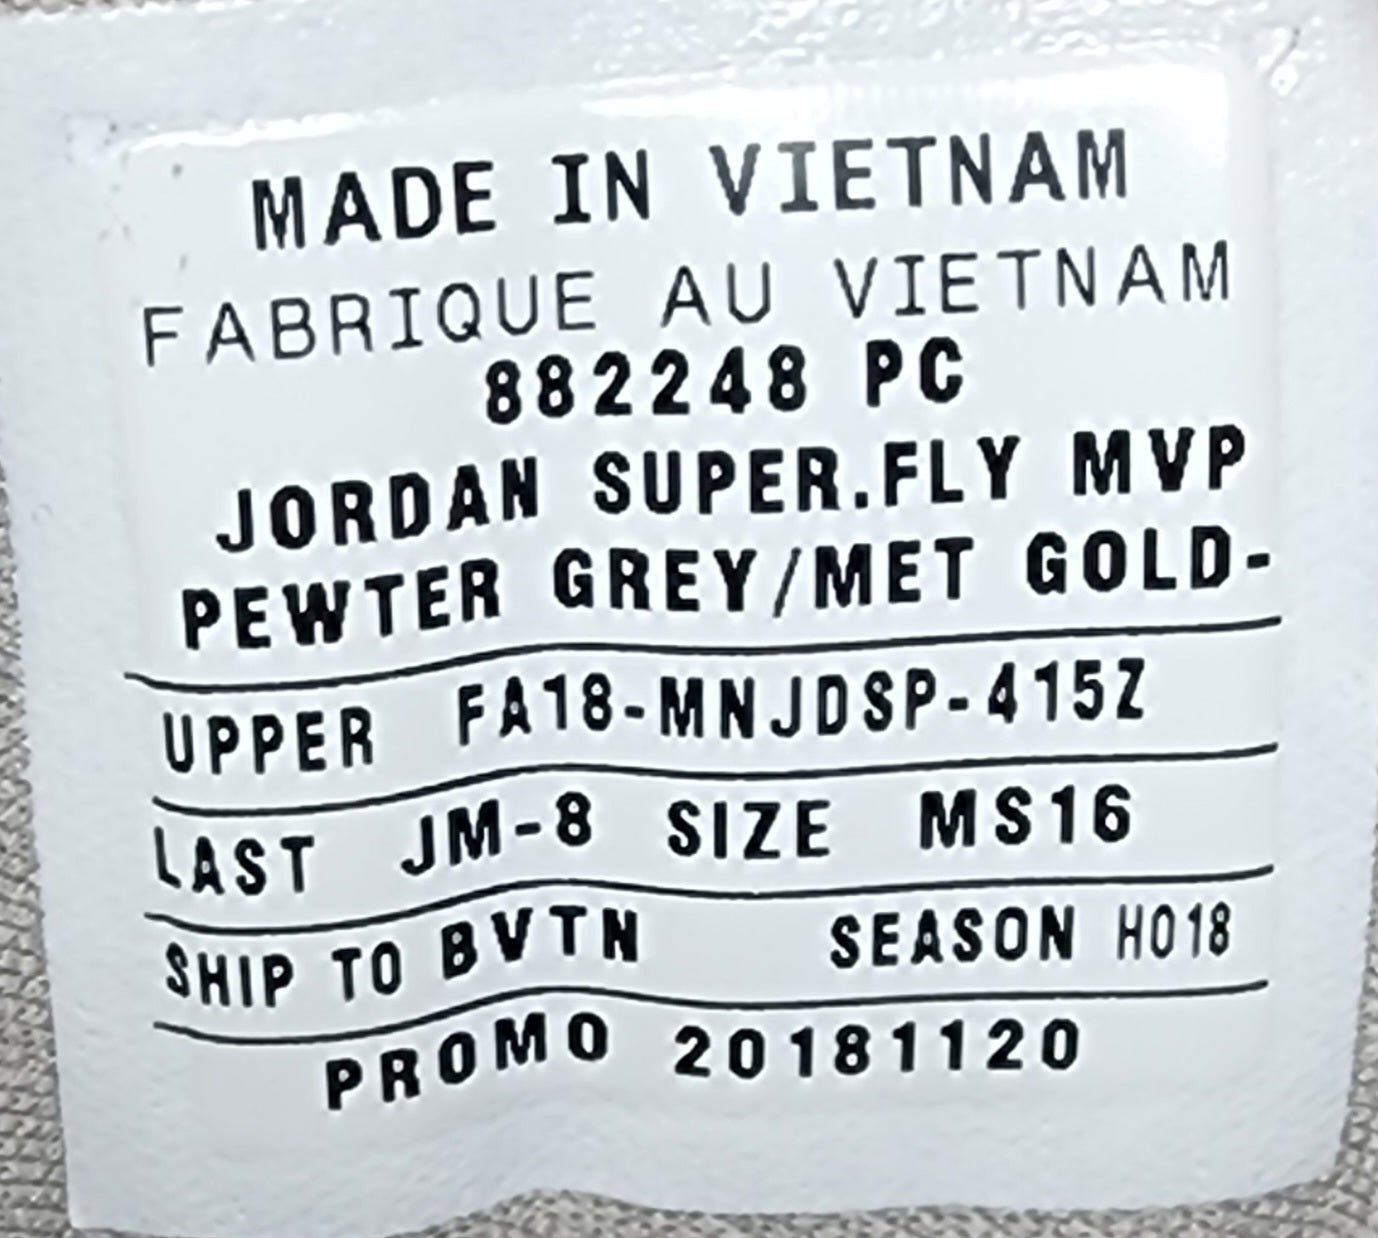 MADE IN VIETNAM
FABRIQUE AU VIETNAM
882248 PC
JORDAN SUPER.FLY MVP
PEWTER GREY/MET GOLD-
UPPER FA18-MNJDSP-415Z
LAST JM-8 SIZE MS16
SHIP TO BVTN SEASON HO18
PROMO 20181120